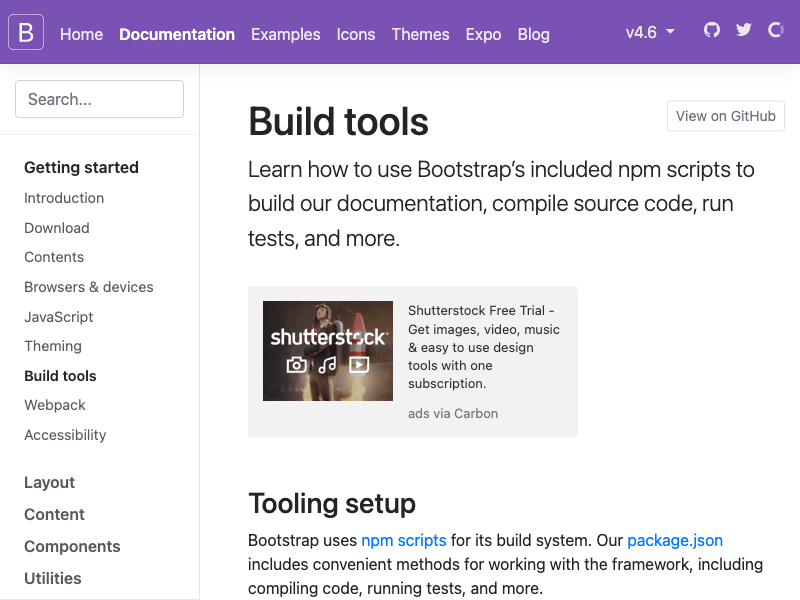 B Home Documentation Examples Icons Themes Expo Blog v4.6
Search...
Getting started
Introduction
Download
Contents
Browsers & devices
JavaScript
Theming
Build tools
Webpack
Accessibility
Layout
Content
Components
Utilities
Build tools
View on GitHub
Learn how to use Bootstrap’s included npm scripts to
build our documentation, compile source code, run
tests, and more.
shutterstock
Shutterstock Free Trial -
Get images, video, music
& easy to use design
tools with one
subscription.
ads via Carbon
Tooling setup
Bootstrap uses npm scripts for its build system. Our package.json
includes convenient methods for working with the framework, including
compiling code, running tests, and more.